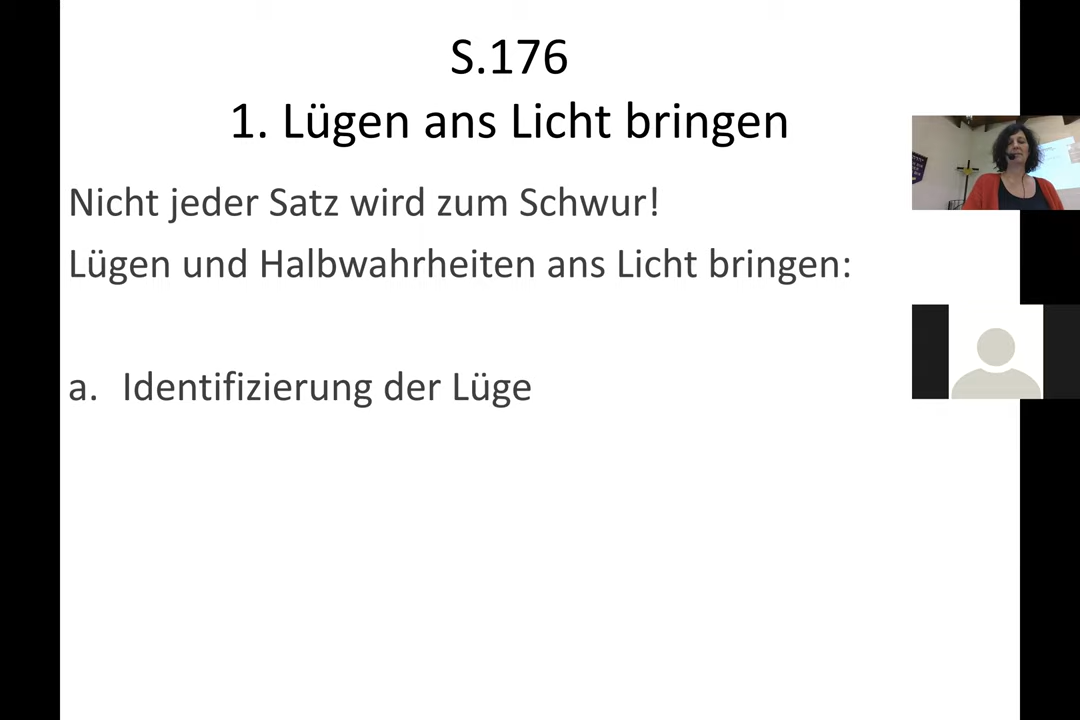 S.176
1. Lügen ans Licht bringen
Nicht jeder Satz wird zum Schwur!
Lügen und Halbwahrheiten ans Licht bringen:
a. Identifizierung der Lüge